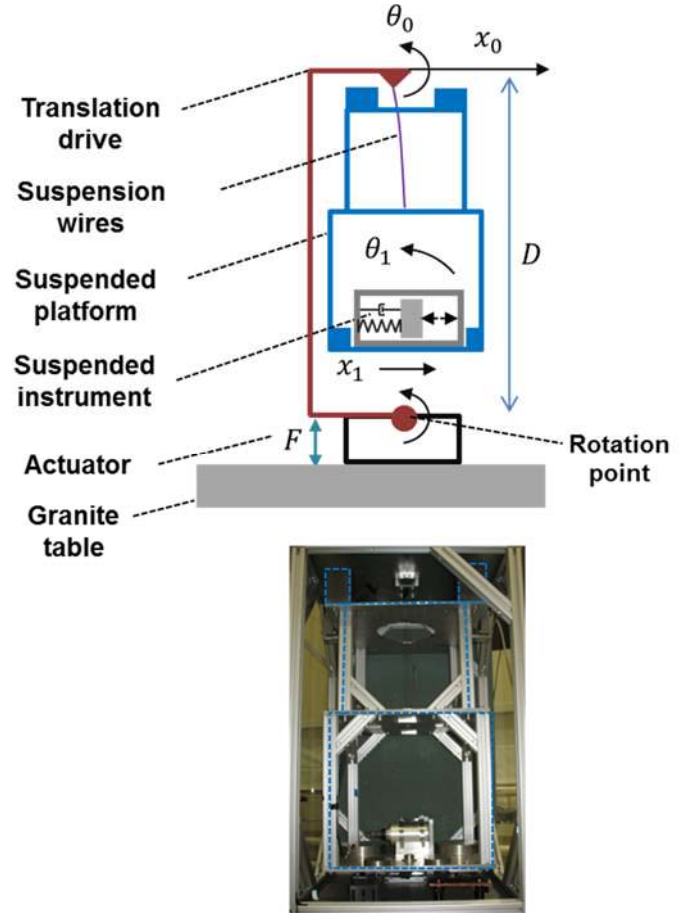 θ₀
x₀
Translation
drive
Suspension
wires
Suspended
platform
θ₁
D
Suspended
instrument
x₁
Actuator
F
Rotation
point
Granite
table